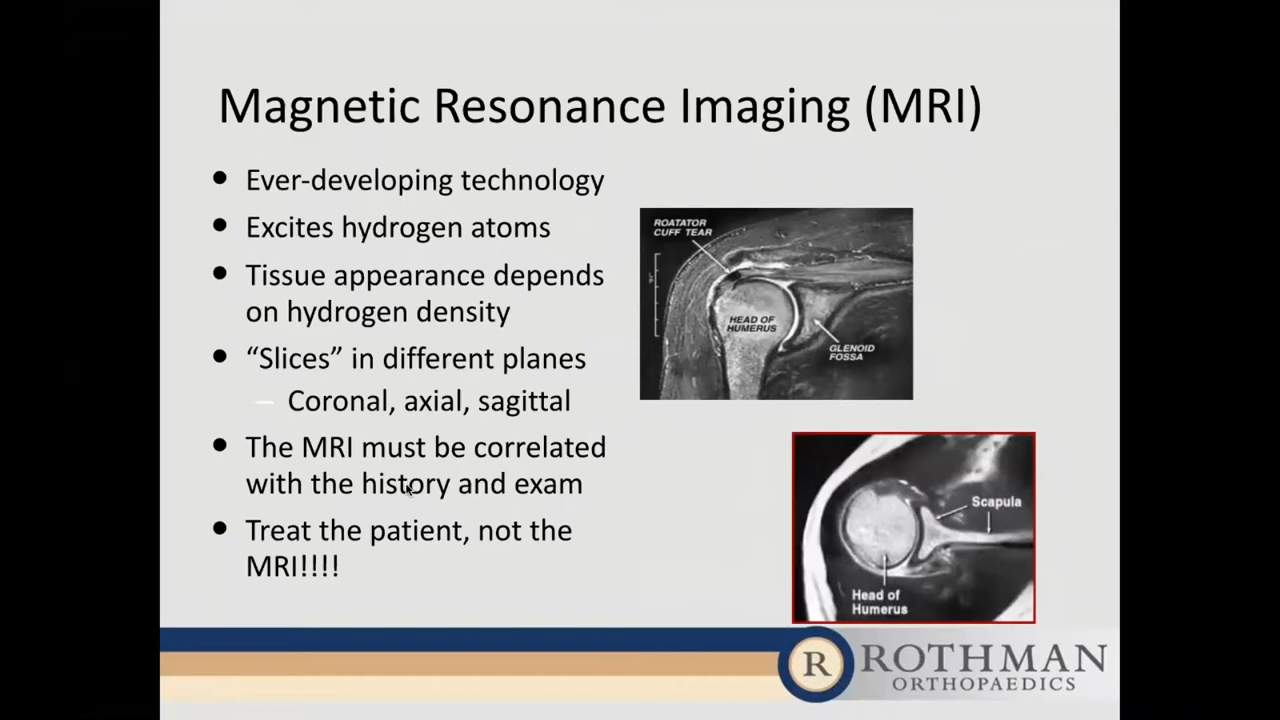 Magnetic Resonance Imaging (MRI)
• Ever-developing technology
• Excites hydrogen atoms
• Tissue appearance depends
on hydrogen density
• “Slices” in different planes
– Coronal, axial, sagittal
• The MRI must be correlated
with the history and exam
• Treat the patient, not the
MRI!!!!
ROATATOR
CUFF TEAR
HEAD OF
HUMERUS
GLENOID
FOSSA
Scapula
Head of
Humerus
R ROTHMAN
ORTHOPAEDICS